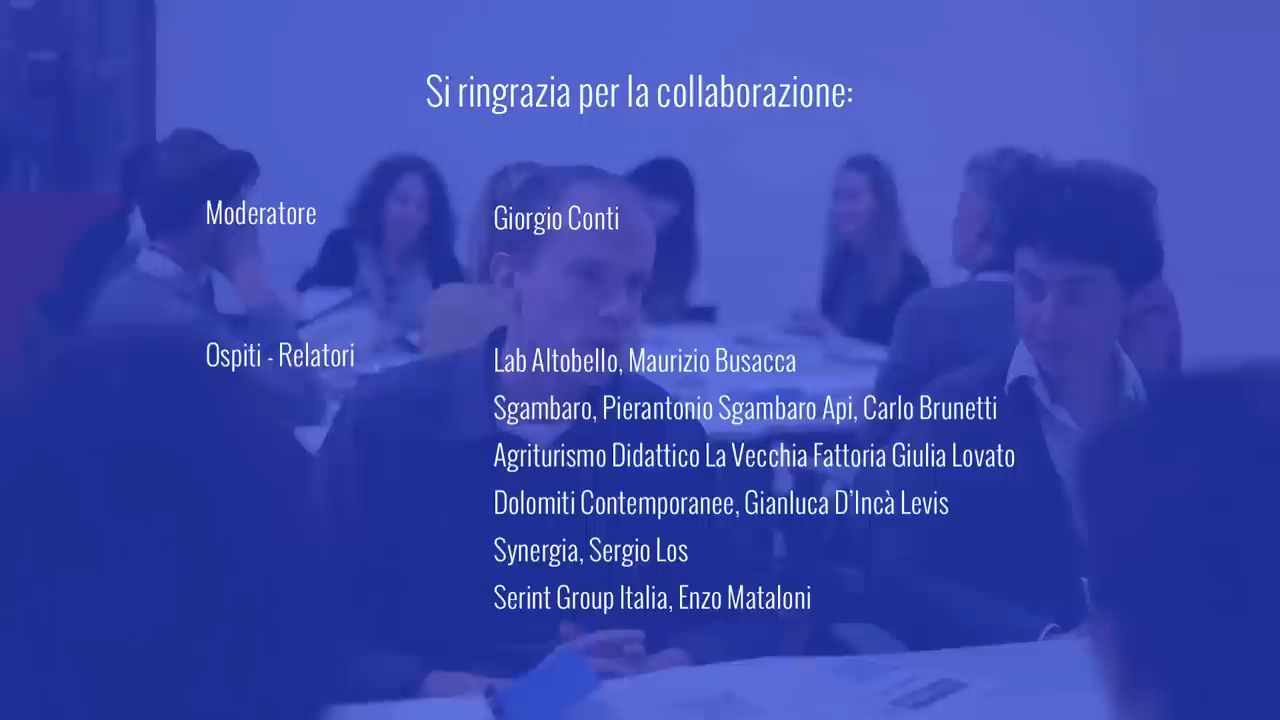 Si ringrazia per la collaborazione:
Moderatore
Giorgio Conti
Ospiti - Relatori
Lab Altobello, Maurizio Busacca
Sgambaro, Pierantonio Sgambaro Api, Carlo Brunetti
Agriturismo Didattico La Vecchia Fattoria Giulia Lovato
Dolomiti Contemporanee, Gianluca D'Incà Levis
Synergia, Sergio Los
Serint Group Italia, Enzo Mataloni